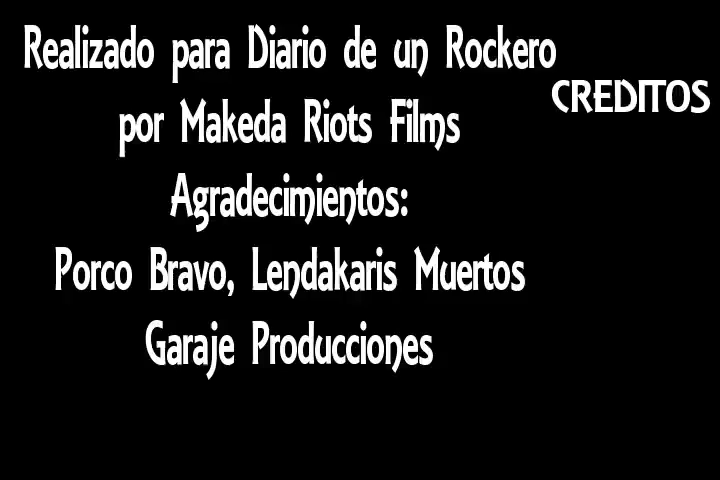 Realizado para Diario de un Rockero
CREDITOS
por Makeda Riots Films
Agradecimientos:
Porco Bravo, Lendakaris Muertos
Garaje Producciones